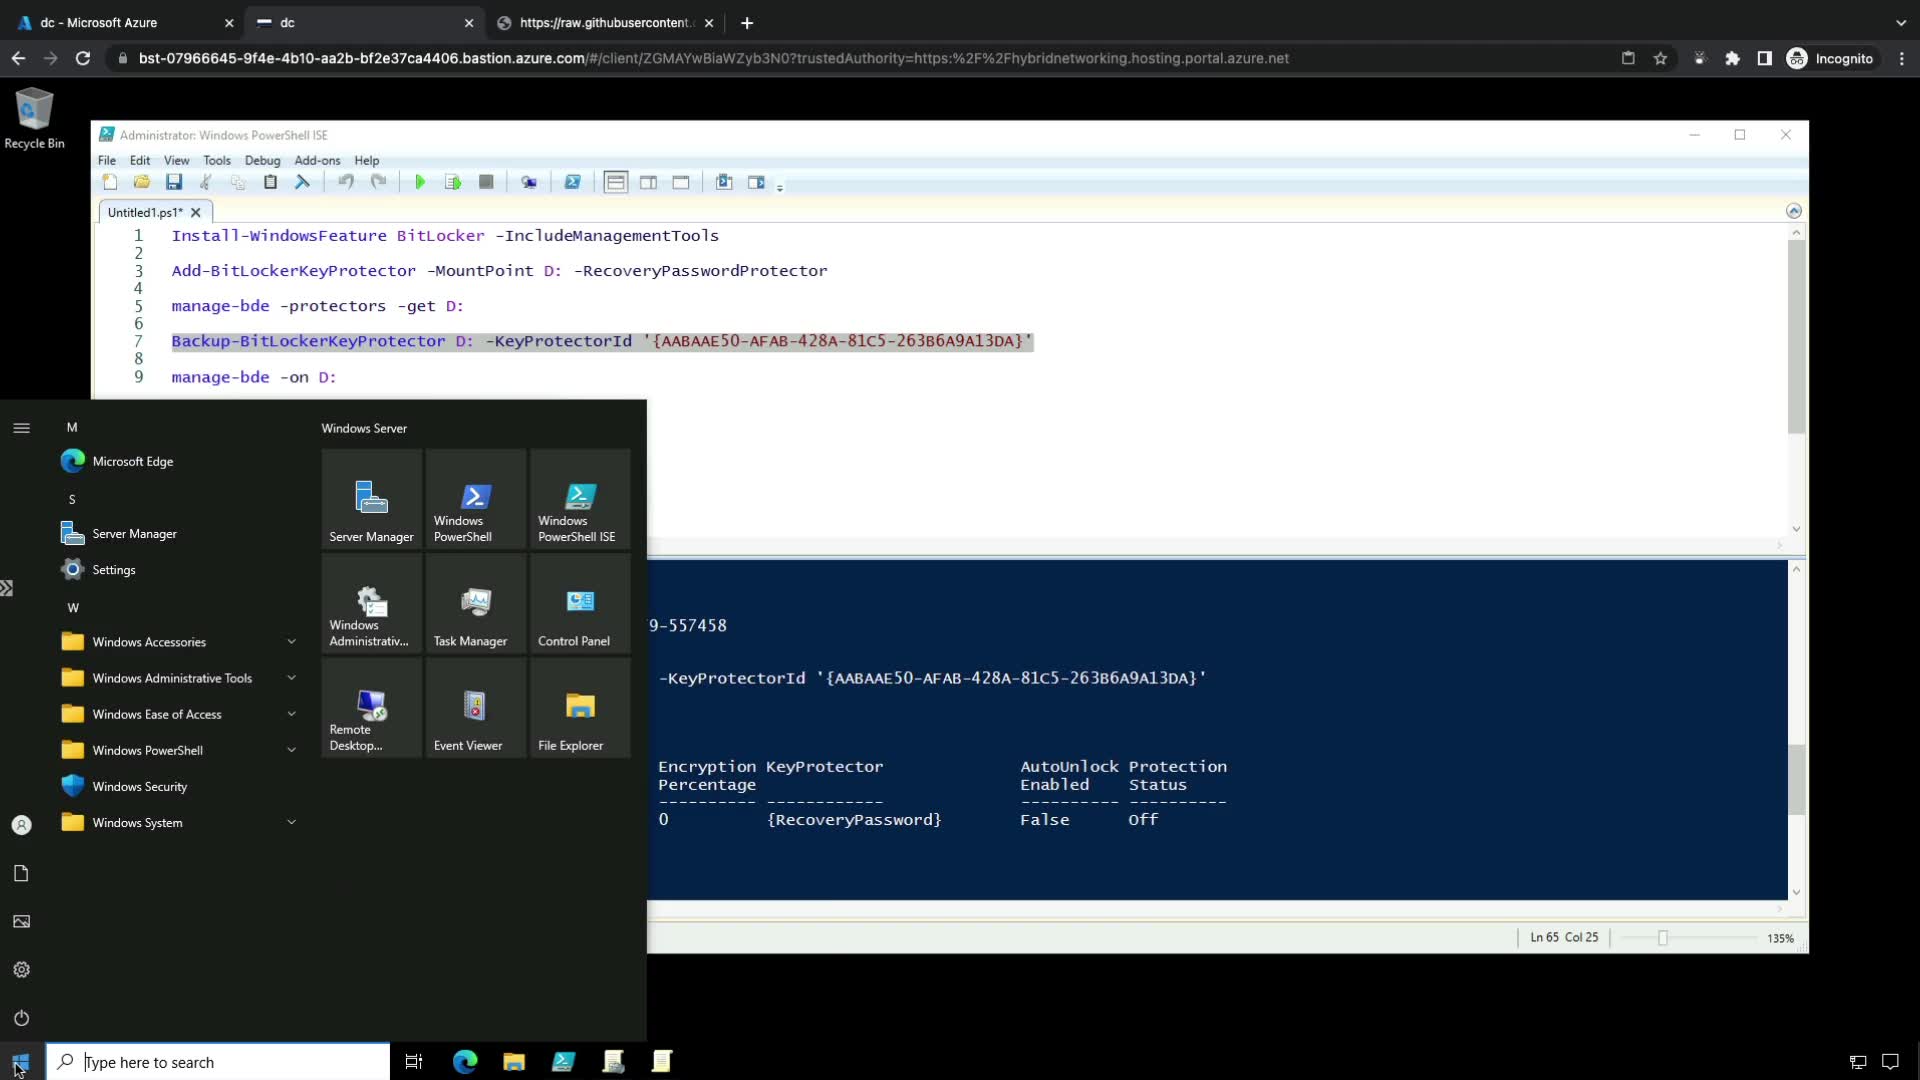 dc - Microsoft Azure
dc
https://raw.githubusercontent.
bst-07966645-9f4e-4b10-aa2b-bf2e37ca4406.bastion.azure.com/#/client/ZGMAYwBiaWZyb3N0?trustedAuthority=https:%2F%2Fhybridnetworking.hosting.portal.azure.net
Incognito
Recycle Bin
Administrator: Windows PowerShell ISE
File Edit View Tools Debug Add-ons Help
Untitled1.ps1*
1 Install-WindowsFeature BitLocker -IncludeManagementTools
2
3 Add-BitLockerKeyProtector -MountPoint D: -RecoveryPasswordProtector
4
5 manage-bde -protectors -get D:
6
7 Backup-BitLockerKeyProtector D: -KeyProtectorId '{AABAAE50-AFAB-428A-81C5-263B6A9A13DA}'
8
9 manage-bde -on D:
M
Microsoft Edge
S
Server Manager
Settings
W
Windows Accessories
Windows Administrative Tools
Windows Ease of Access
Windows PowerShell
Windows Security
Windows System
Windows Server
Server Manager
Windows PowerShell
Windows PowerShell ISE
Windows Administrativ...
Task Manager
Control Panel
Remote Desktop...
Event Viewer
File Explorer
9-557458
-KeyProtectorId '{AABAAE50-AFAB-428A-81C5-263B6A9A13DA}'
Encryption KeyProtector AutoUnlock Protection
Percentage Enabled Status
---------- ------------ ---------- ----------
0 {RecoveryPassword} False Off
Ln 65 Col 25
135%
Type here to search